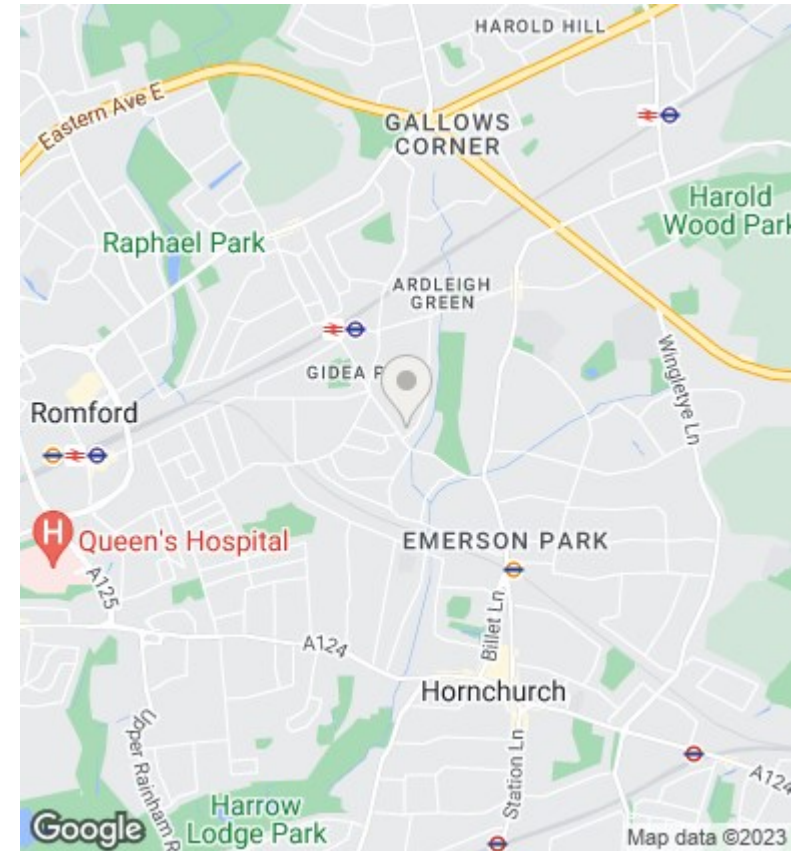 HAROLD HILL
Eastern Ave E
GALLOWS
CORNER
Harold
Wood Park
Raphael Park
ARDLEIGH
GREEN
Wingletye Ln
GIDEA P
Romford
Queen's Hospital
H
EMERSON PARK
A125
Billet Ln
A124
Hornchurch
Upper Rainham R
Station Ln
A124
Harrow
Lodge Park
Google
Map data ©2023